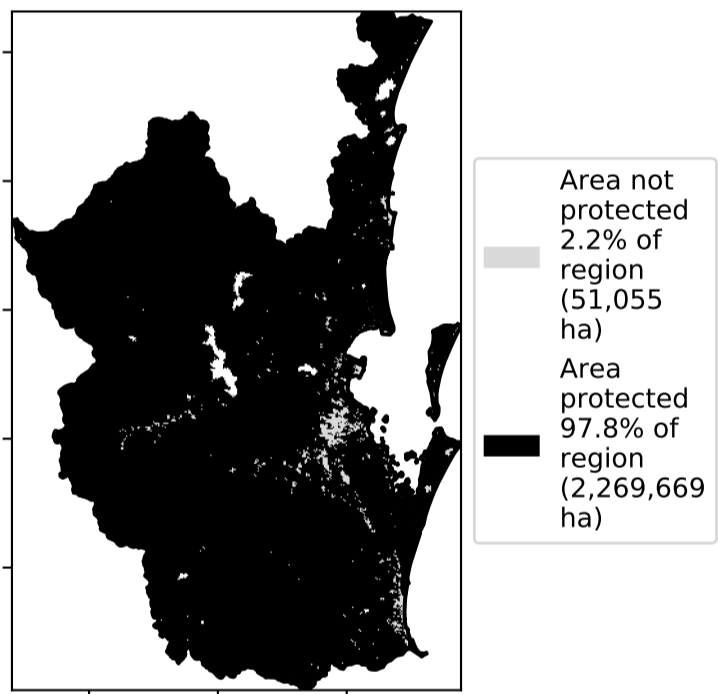 Area not
protected
2.2% of
region
(51,055
ha)
Area
protected
97.8% of
region
(2,269,669
ha)